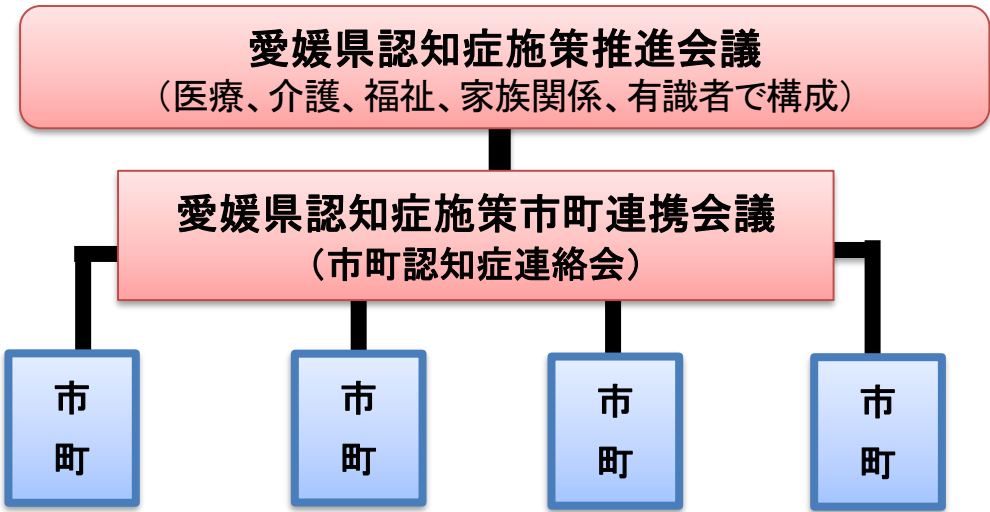 愛媛県認知症施策推進会議
（医療、介護、福祉、家族関係、有識者で構成）
愛媛県認知症施策市町連携会議
（市町認知症連絡会）
市
町
市
町
市
町
市
町